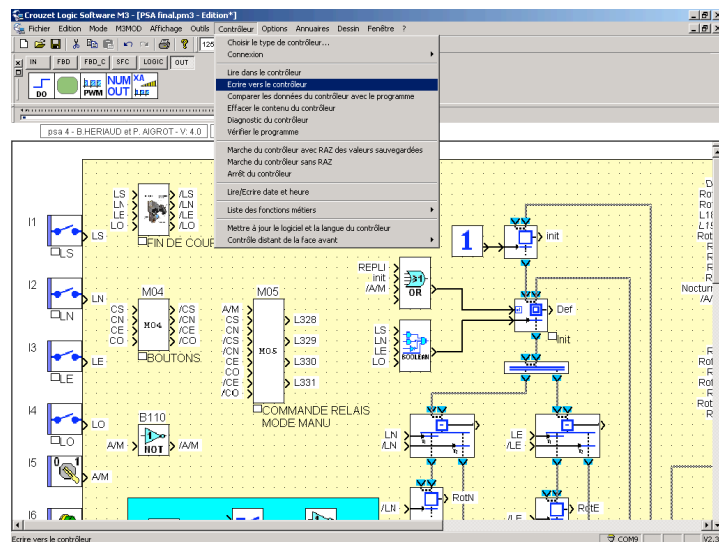 Crouzet Logic Software M3 - [PSA final.pm3 - Edition*]
Fichier Edition Mode M3MOD Affichage Outils Contrôleur Options Annuaires Dessin Fenêtre ?
Choisir le type de contrôleur...
Connexion
Lire dans le contrôleur
Ecrire vers le contrôleur
Comparer les données du contrôleur avec le programme
Effacer le contenu du contrôleur
Diagnostic du contrôleur
Vérifier le programme
Marche du contrôleur avec RAZ des valeurs sauvegardées
Marche du contrôleur sans RAZ
Arrêt du contrôleur
Lire/Ecrire date et heure
Liste des fonctions métiers
Mettre à jour le logiciel et la langue du contrôleur
Contrôle distant de la face avant
IN FBD FBD_C SFC LOGIC OUT
DO PWM NUM OUT XA
psa 4 - B.HERIAUD et P. AIGROT - V: 4.0
I1
LS
LS
LS /LS
LN /LN
LE /LE
LO /LO
FIN DE COUR
1
init
I2
LN
LN
M04
CS /CS
CN /CN
CE /CE
CO /CO
M04
BOUTONS
M05
A/M
CS
CN
CE
/CS
/CN
CO
/CE
/CO
M05
L328
L329
L330
L331
COMMANDE RELAIS
MODE MANU
REPLI
init
/A/M
OR
LS
LN
LE
LO
BOOLEAN
Def
Init
I3
LE
LE
I4
LO
LO
B110
A/M NOT /A/M
I5
A/M
I6
LN
/LN
LE
/LE
/LN
RotN
/LE
RotE
Ecrire vers le contrôleur
COM9
V2.3